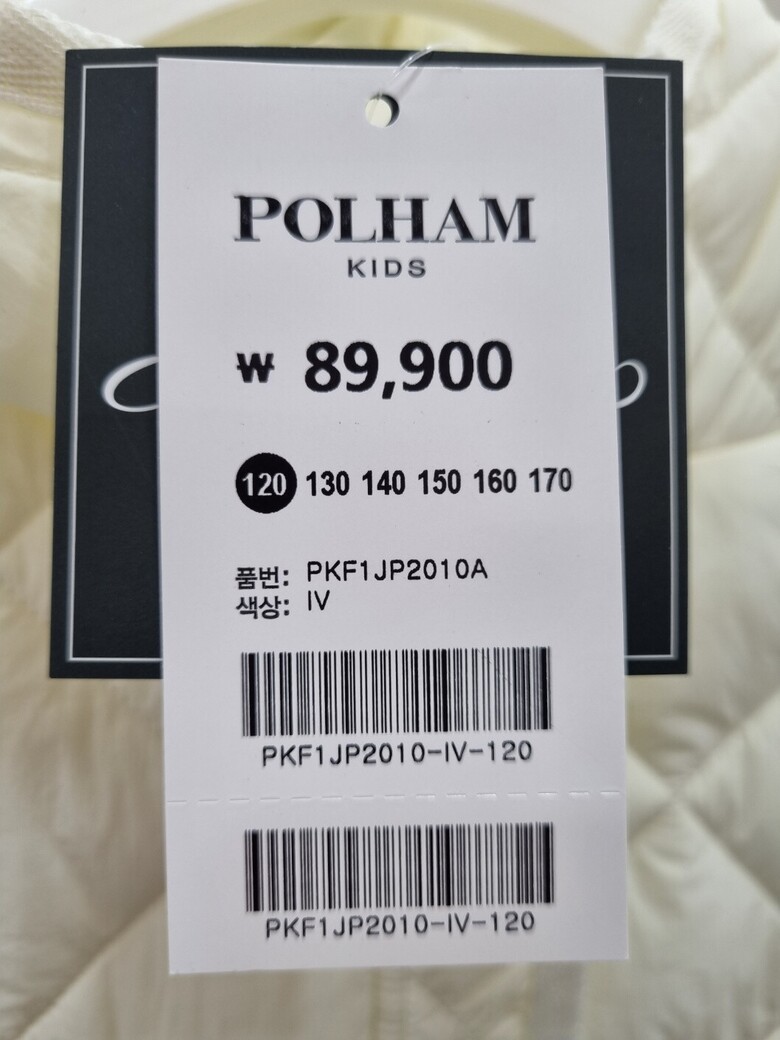 POLHAM
KIDS
₩ 89,900
120 130 140 150 160 170
품번: PKF1JP2010A
색상: IV
PKF1JP2010-IV-120
PKF1JP2010-IV-120